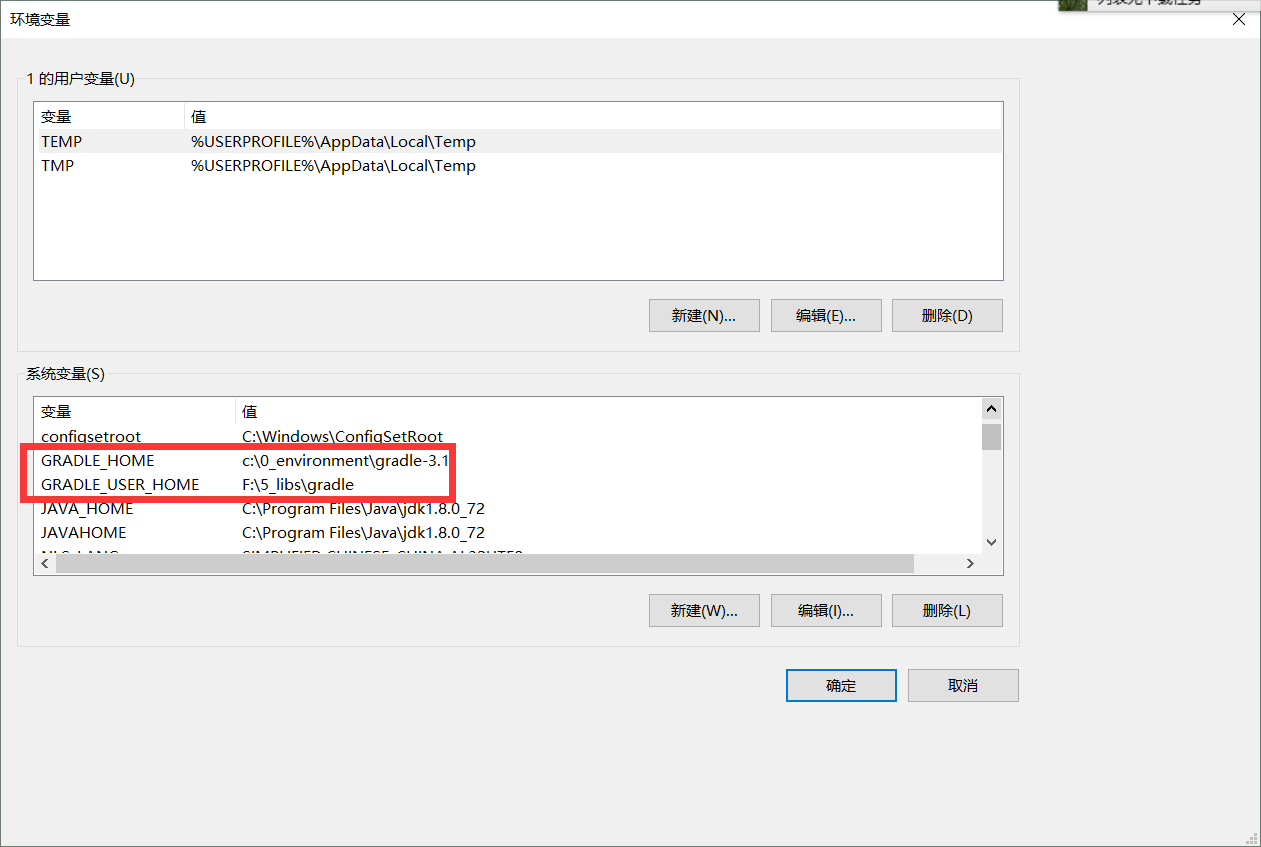 环境变量
1 的用户变量(U)
变量 值
TEMP %USERPROFILE%\AppData\Local\Temp
TMP %USERPROFILE%\AppData\Local\Temp
新建(N)... 编辑(E)... 删除(D)
系统变量(S)
变量 值
configsetroot C:\Windows\ConfigSetRoot
GRADLE_HOME c:\0_environment\gradle-3.1
GRADLE_USER_HOME F:\5_libs\gradle
JAVA_HOME C:\Program Files\Java\jdk1.8.0_72
JAVAHOME C:\Program Files\Java\jdk1.8.0_72
新建(W)... 编辑(I)... 删除(L)
确定 取消